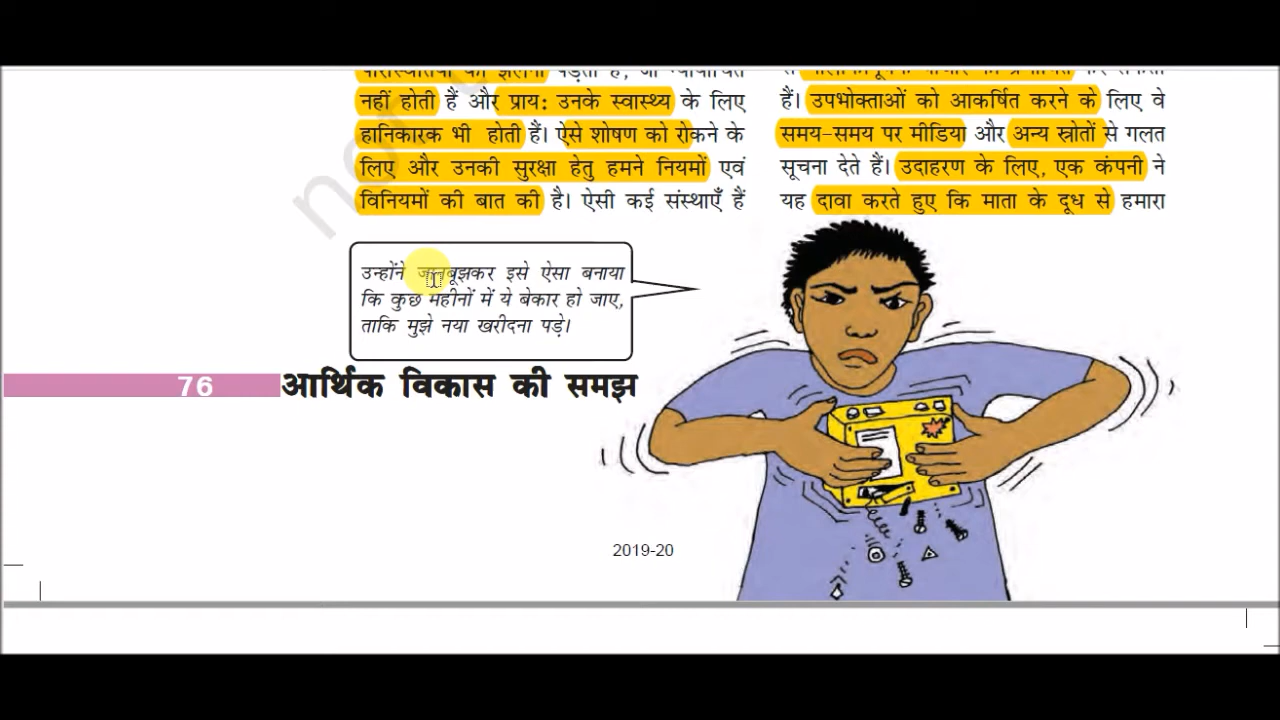 नहीं होती हैं और प्राय: उनके स्वास्थ्य के लिए
हानिकारक भी होती हैं। ऐसे शोषण को रोकने के
लिए और उनकी सुरक्षा हेतु हमने नियमों एवं
विनियमों की बात की है। ऐसी कई संस्थाएँ हैं
हैं। उपभोक्ताओं को आकर्षित करने के लिए वे
समय-समय पर मीडिया और अन्य स्त्रोतों से गलत
सूचना देते हैं। उदाहरण के लिए, एक कंपनी ने
यह दावा करते हुए कि माता के दूध से हमारा
उन्होंने जानबूझकर इसे ऐसा बनाया
कि कुछ महीनों में ये बेकार हो जाए,
ताकि मुझे नया खरीदना पड़े।
76 आर्थिक विकास की समझ
2019-20